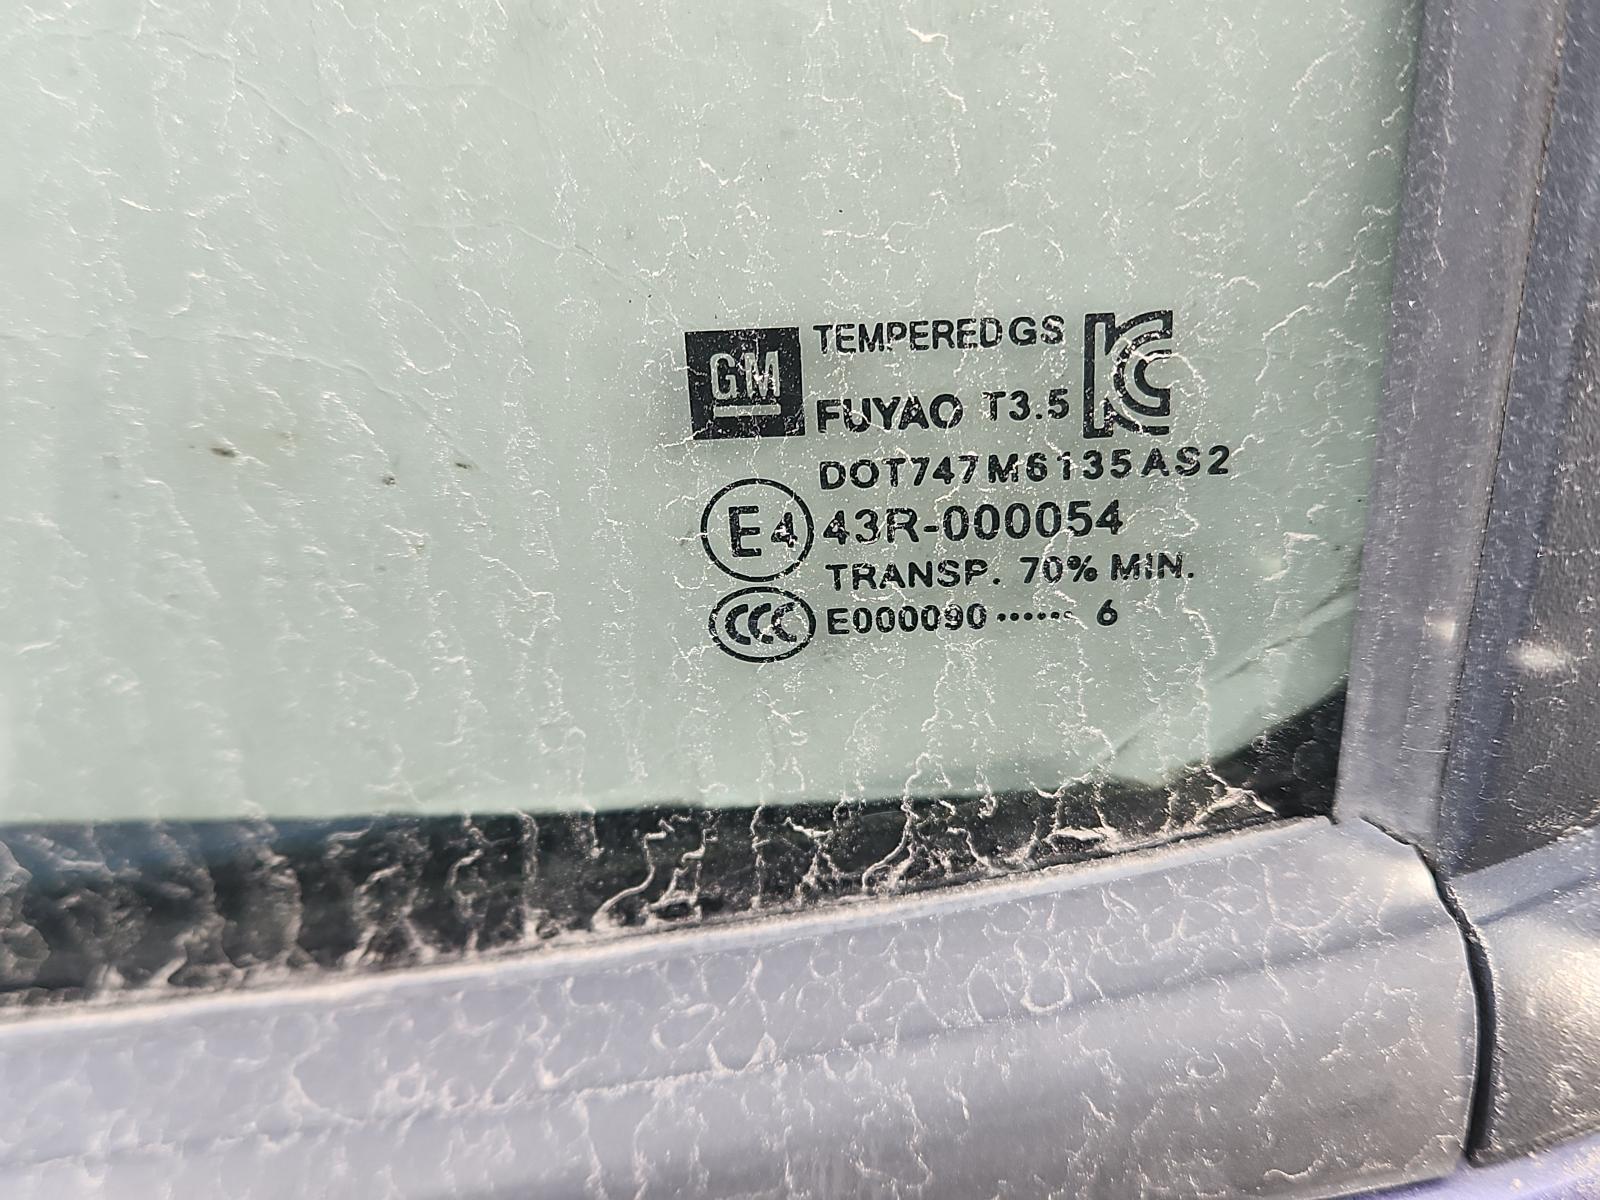 GM
TEMPERED GS
FUYAO T3.5
DOT747 M6135 AS2
E4 43R-000054
TRANSP. 70% MIN.
CCC E000090 ······ 6